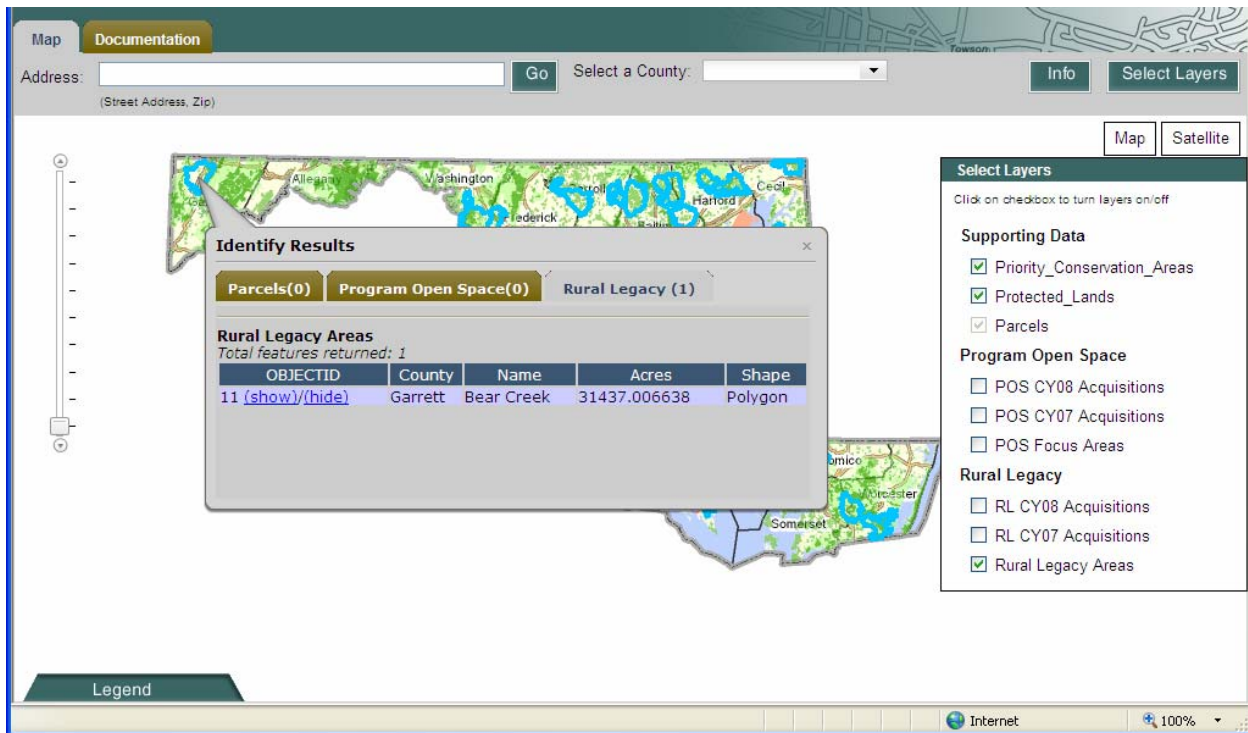 Map
Documentation
Towson
Address:
Go
Select a County:
Info
Select Layers
(Street Address, Zip)
Map
Satellite
Select Layers
Click on checkbox to turn layers on/off
Supporting Data
Priority_Conservation_Areas
Protected_Lands
Parcels
Program Open Space
POS CY08 Acquisitions
POS CY07 Acquisitions
POS Focus Areas
Rural Legacy
RL CY08 Acquisitions
RL CY07 Acquisitions
Rural Legacy Areas
Allegany
Washington
Cecil
Harford
Identify Results
Parcels(0)
Program Open Space(0)
Rural Legacy (1)
Rural Legacy Areas
Total features returned: 1
OBJECTID County Name Acres Shape
11 (show)/(hide) Garrett Bear Creek 31437.006638 Polygon
Somerset
Legend
Internet
100%